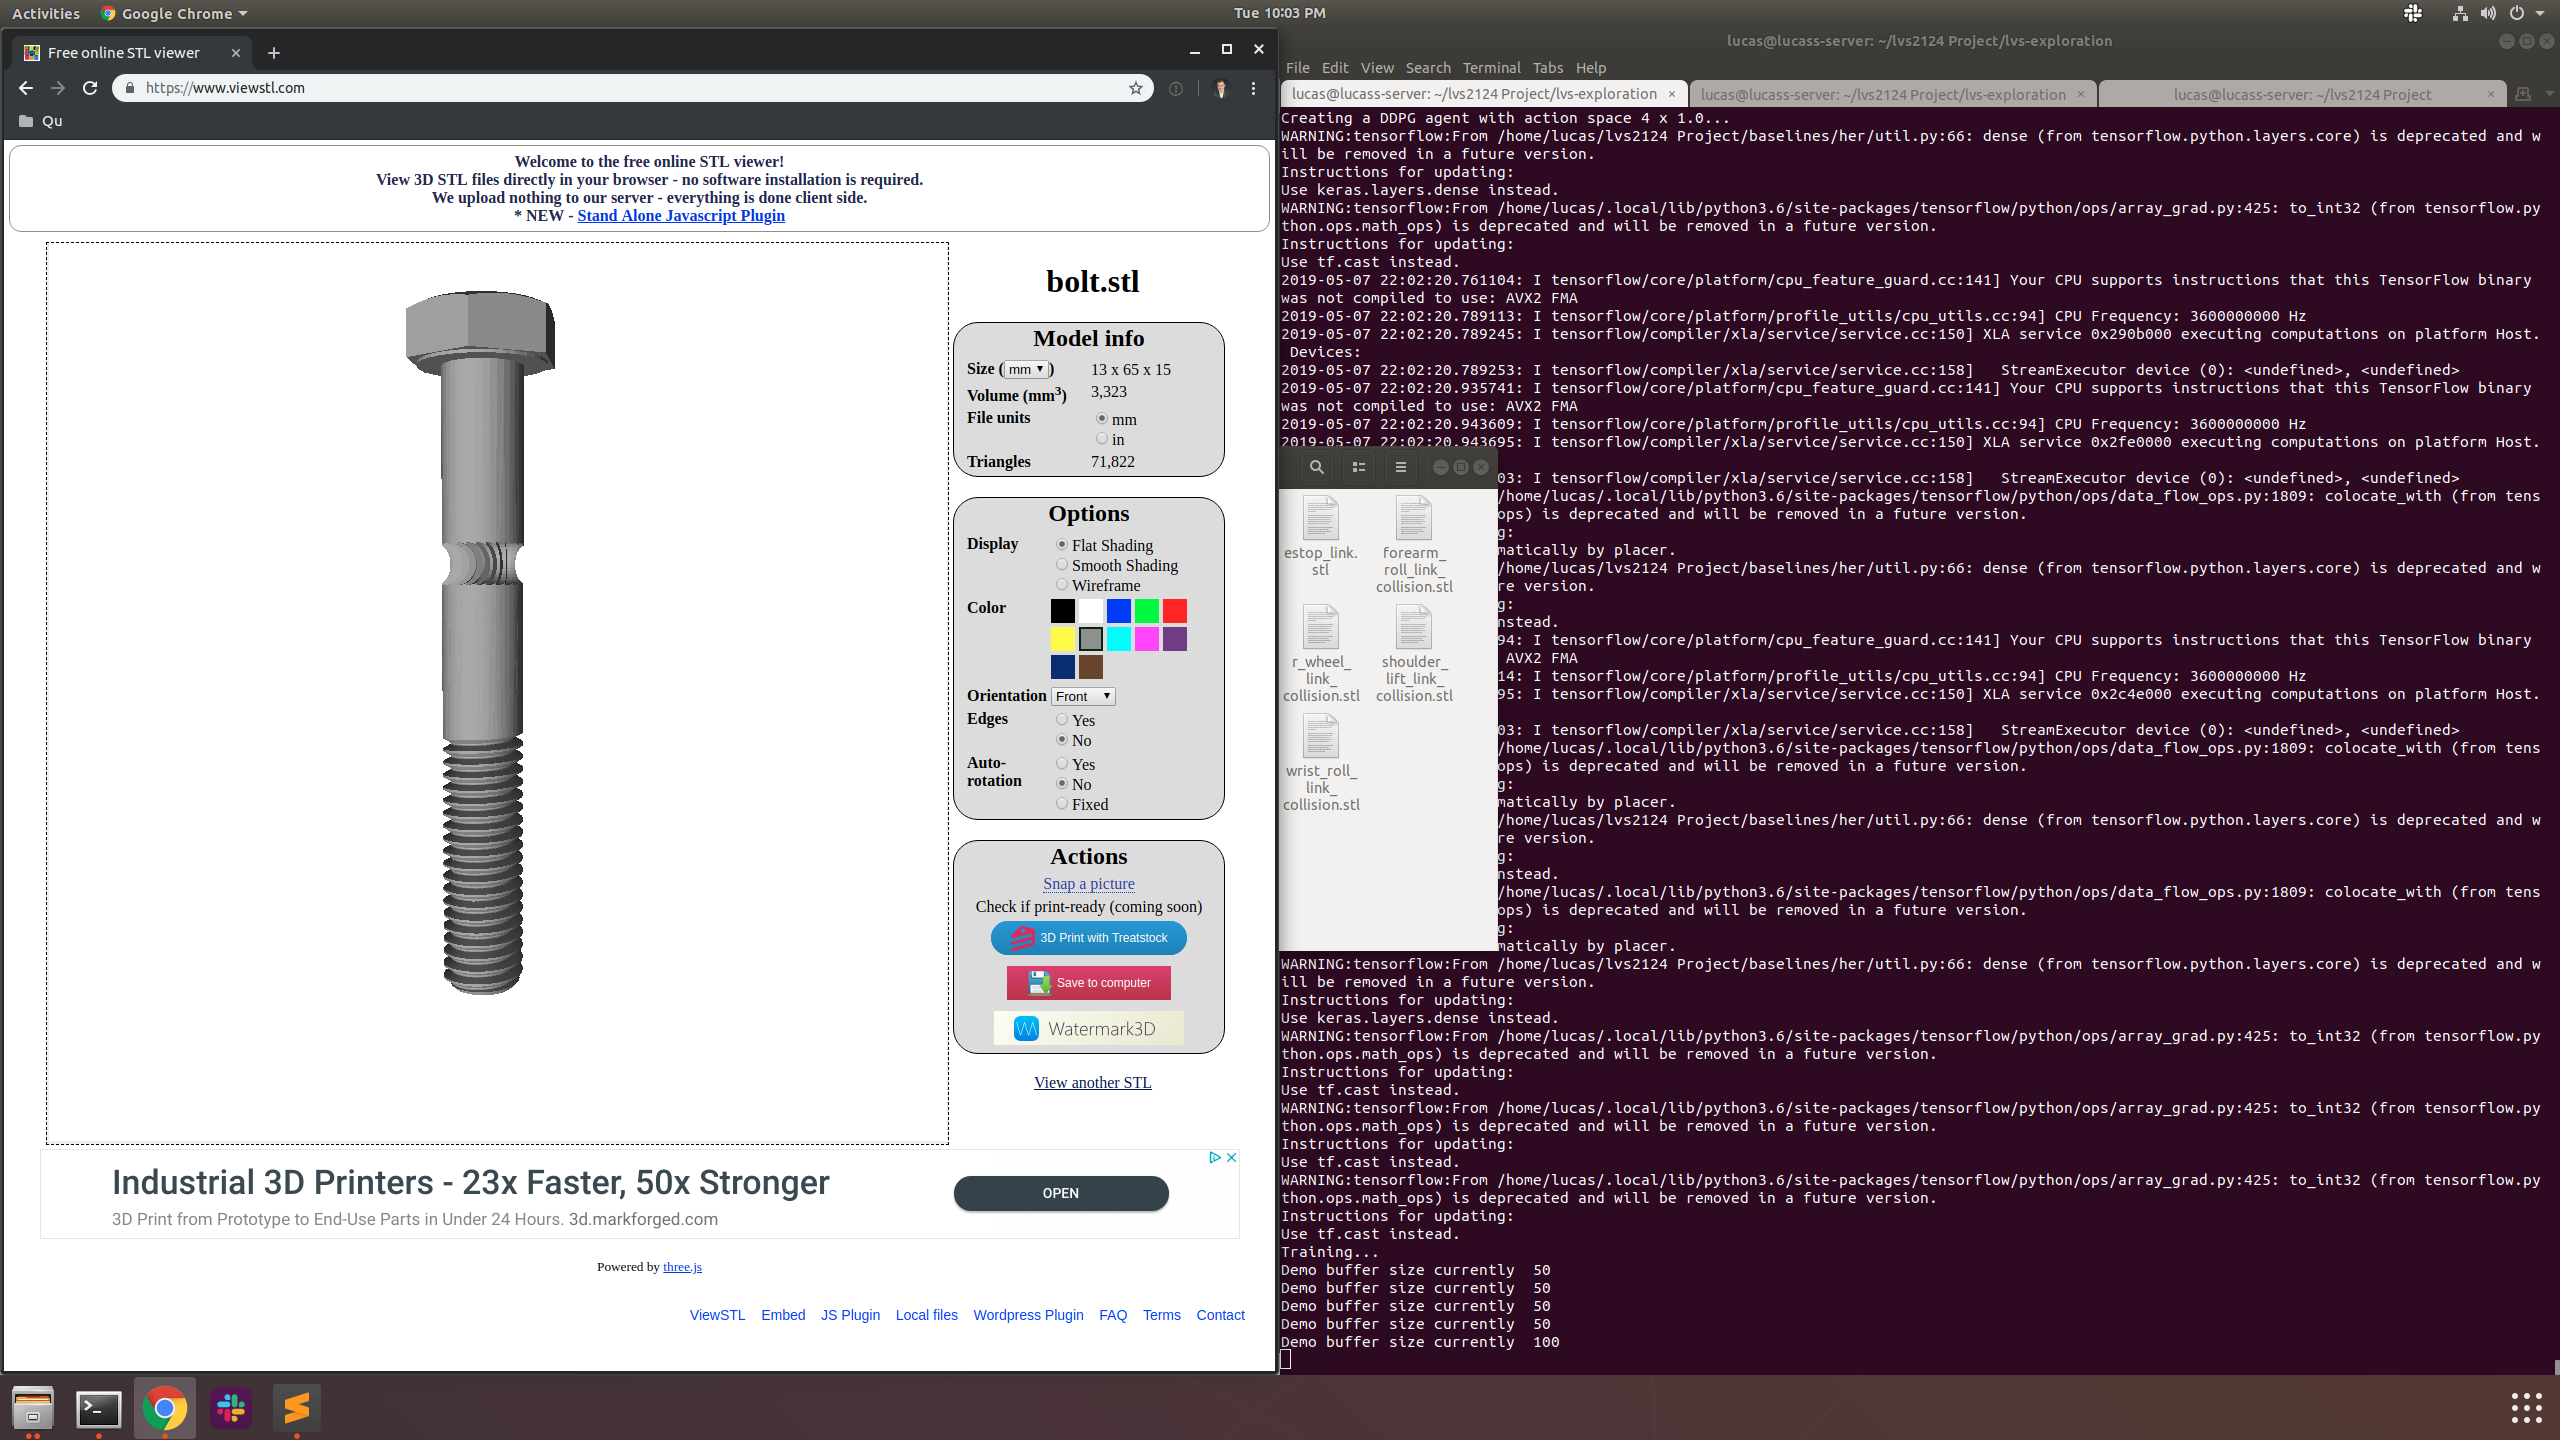 Activities
Google Chrome
Tue 10:03 PM
Free online STL viewer
https://www.viewstl.com
Qu
Welcome to the free online STL viewer!
View 3D STL files directly in your browser - no software installation is required.
We upload nothing to our server - everything is done client side.
* NEW - Stand Alone Javascript Plugin
bolt.stl
Model info
Size ( mm ) 13 x 65 x 15
Volume (mm3) 3,323
File units mm
in
Triangles 71,822
Options
Display Flat Shading
Smooth Shading
Wireframe
Color
Orientation Front
Edges Yes
No
Auto- Yes
rotation No
Fixed
Actions
Snap a picture
Check if print-ready (coming soon)
3D Print with Treatstock
Save to computer
Watermark3D
View another STL
Industrial 3D Printers - 23x Faster, 50x Stronger
3D Print from Prototype to End-Use Parts in Under 24 Hours. 3d.markforged.com
OPEN
Powered by three.js
ViewSTL Embed JS Plugin Local files Wordpress Plugin FAQ Terms Contact
lucas@lucass-server: ~/lvs2124 Project/lvs-exploration
File Edit View Search Terminal Tabs Help
lucas@lucass-server: ~/lvs2124 Project/lvs-exploration
lucas@lucass-server: ~/lvs2124 Project/lvs-exploration
lucas@lucass-server: ~/lvs2124 Project
Creating a DDPG agent with action space 4 x 1.0...
WARNING:tensorflow:From /home/lucas/lvs2124 Project/baselines/her/util.py:66: dense (from tensorflow.python.layers.core) is deprecated and w
ill be removed in a future version.
Instructions for updating:
Use keras.layers.dense instead.
WARNING:tensorflow:From /home/lucas/.local/lib/python3.6/site-packages/tensorflow/python/ops/array_grad.py:425: to_int32 (from tensorflow.py
thon.ops.math_ops) is deprecated and will be removed in a future version.
Instructions for updating:
Use tf.cast instead.
2019-05-07 22:02:20.761104: I tensorflow/core/platform/cpu_feature_guard.cc:141] Your CPU supports instructions that this TensorFlow binary
was not compiled to use: AVX2 FMA
2019-05-07 22:02:20.789113: I tensorflow/core/platform/profile_utils/cpu_utils.cc:94] CPU Frequency: 3600000000 Hz
2019-05-07 22:02:20.789245: I tensorflow/compiler/xla/service/service.cc:150] XLA service 0x290b000 executing computations on platform Host.
Devices:
2019-05-07 22:02:20.789253: I tensorflow/compiler/xla/service/service.cc:158]   StreamExecutor device (0): <undefined>, <undefined>
2019-05-07 22:02:20.935741: I tensorflow/core/platform/cpu_feature_guard.cc:141] Your CPU supports instructions that this TensorFlow binary
was not compiled to use: AVX2 FMA
2019-05-07 22:02:20.943609: I tensorflow/core/platform/profile_utils/cpu_utils.cc:94] CPU Frequency: 3600000000 Hz
2019-05-07 22:02:20.943695: I tensorflow/compiler/xla/service/service.cc:150] XLA service 0x2fe0000 executing computations on platform Host.
03: I tensorflow/compiler/xla/service/service.cc:158]   StreamExecutor device (0): <undefined>, <undefined>
/home/lucas/.local/lib/python3.6/site-packages/tensorflow/python/ops/data_flow_ops.py:1809: colocate_with (from tens
ops) is deprecated and will be removed in a future version.
g:
matically by placer.
/home/lucas/lvs2124 Project/baselines/her/util.py:66: dense (from tensorflow.python.layers.core) is deprecated and w
re version.
g:
nstead.
94: I tensorflow/core/platform/cpu_feature_guard.cc:141] Your CPU supports instructions that this TensorFlow binary
AVX2 FMA
14: I tensorflow/core/platform/profile_utils/cpu_utils.cc:94] CPU Frequency: 3600000000 Hz
95: I tensorflow/compiler/xla/service/service.cc:150] XLA service 0x2c4e000 executing computations on platform Host.
03: I tensorflow/compiler/xla/service/service.cc:158]   StreamExecutor device (0): <undefined>, <undefined>
/home/lucas/.local/lib/python3.6/site-packages/tensorflow/python/ops/data_flow_ops.py:1809: colocate_with (from tens
ops) is deprecated and will be removed in a future version.
g:
matically by placer.
/home/lucas/lvs2124 Project/baselines/her/util.py:66: dense (from tensorflow.python.layers.core) is deprecated and w
re version.
g:
nstead.
/home/lucas/.local/lib/python3.6/site-packages/tensorflow/python/ops/data_flow_ops.py:1809: colocate_with (from tens
ops) is deprecated and will be removed in a future version.
g:
matically by placer.
WARNING:tensorflow:From /home/lucas/lvs2124 Project/baselines/her/util.py:66: dense (from tensorflow.python.layers.core) is deprecated and w
ill be removed in a future version.
Instructions for updating:
Use keras.layers.dense instead.
WARNING:tensorflow:From /home/lucas/.local/lib/python3.6/site-packages/tensorflow/python/ops/array_grad.py:425: to_int32 (from tensorflow.py
thon.ops.math_ops) is deprecated and will be removed in a future version.
Instructions for updating:
Use tf.cast instead.
WARNING:tensorflow:From /home/lucas/.local/lib/python3.6/site-packages/tensorflow/python/ops/array_grad.py:425: to_int32 (from tensorflow.py
thon.ops.math_ops) is deprecated and will be removed in a future version.
Instructions for updating:
Use tf.cast instead.
WARNING:tensorflow:From /home/lucas/.local/lib/python3.6/site-packages/tensorflow/python/ops/array_grad.py:425: to_int32 (from tensorflow.py
thon.ops.math_ops) is deprecated and will be removed in a future version.
Instructions for updating:
Use tf.cast instead.
Training...
Demo buffer size currently  50
Demo buffer size currently  50
Demo buffer size currently  50
Demo buffer size currently  50
Demo buffer size currently  100
estop_link.
stl
forearm_
roll_link_
collision.stl
r_wheel_
link_
collision.stl
shoulder_
lift_link_
collision.stl
wrist_roll_
link_
collision.stl